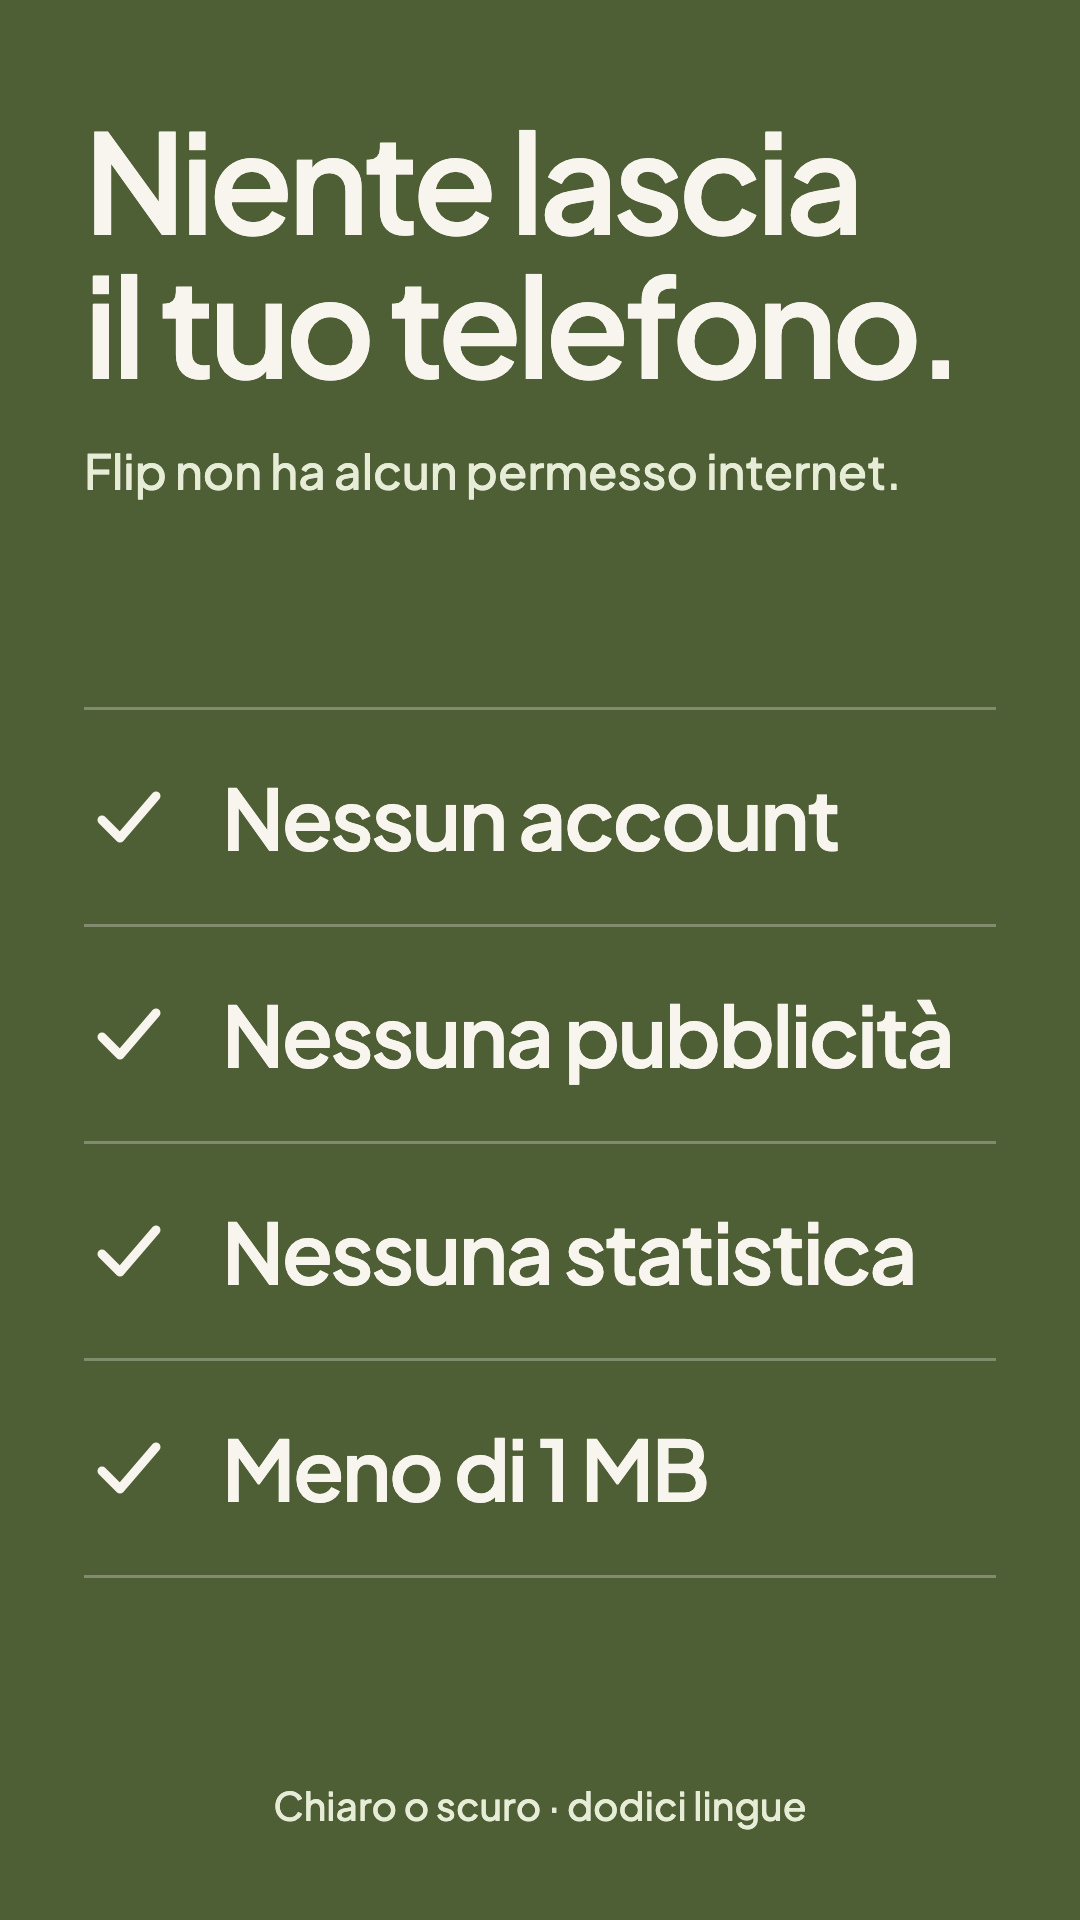 Niente lascia
il tuo telefono.
Flip non ha alcun permesso internet.
Nessun account
Nessuna pubblicità
Nessuna statistica
Meno di 1 MB
Chiaro o scuro · dodici lingue